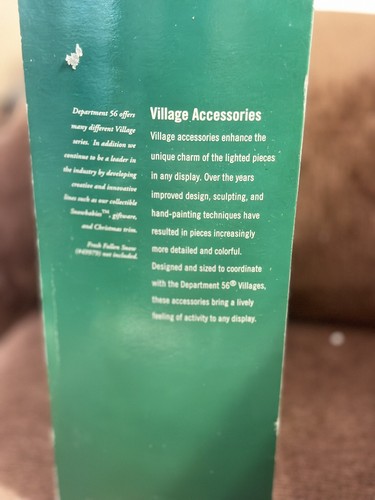 Department 56 offers
many different Village
series. In addition we
continue to be a leader in
the industry by developing
creative and innovative
lines such as our collectible
Snowbabies™, giftware,
and Christmas trim.
Fresh Fallen Snow
(#49979) not included.
Village Accessories
Village accessories enhance the
unique charm of the lighted pieces
in any display. Over the years
improved design, sculpting, and
hand-painting techniques have
resulted in pieces increasingly
more detailed and colorful.
Designed and sized to coordinate
with the Department 56® Villages,
these accessories bring a lively
feeling of activity to any display.